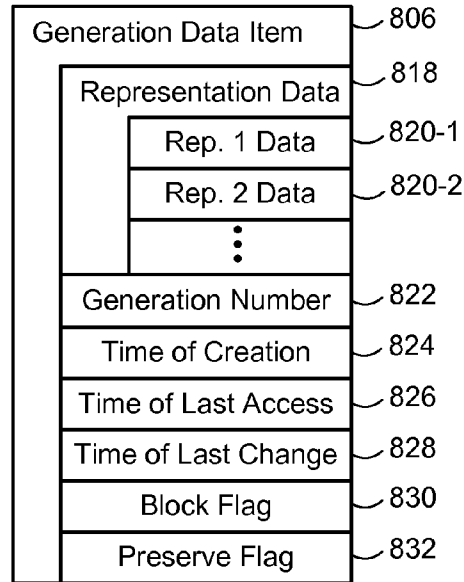 Generation Data Item 806
Representation Data 818
Rep. 1 Data 820-1
Rep. 2 Data 820-2
Generation Number 822
Time of Creation 824
Time of Last Access 826
Time of Last Change 828
Block Flag 830
Preserve Flag 832